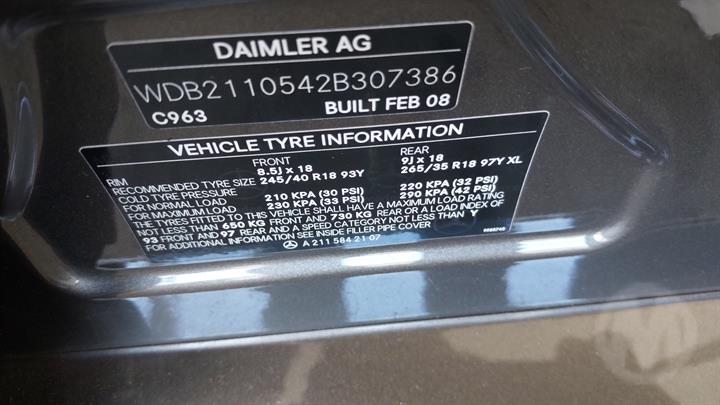 DAIMLER AG
WDB2110542B307386
C963 BUILT FEB 08
VEHICLE TYRE INFORMATION
FRONT REAR
RIM 8.5J x 18 9J x 18
RECOMMENDED TYRE SIZE 245/40 R18 93Y 265/35 R18 97Y XL
COLD TYRE PRESSURE
FOR NORMAL LOAD 210 KPA (30 PSI) 220 KPA (32 PSI)
FOR MAXIMUM LOAD 230 KPA (33 PSI) 290 KPA (42 PSI)
THE TYRES FITTED TO THIS VEHICLE SHALL HAVE A MAXIMUM LOAD RATING
OF NOT LESS THAN 650 KG FRONT AND 730 KG REAR OR A LOAD INDEX OF
93 FRONT AND 97 REAR AND A SPEED CATEGORY NOT LESS THAN Y
FOR ADDITIONAL INFORMATION SEE INSIDE FILLER PIPE COVER
A 211 584 21 07